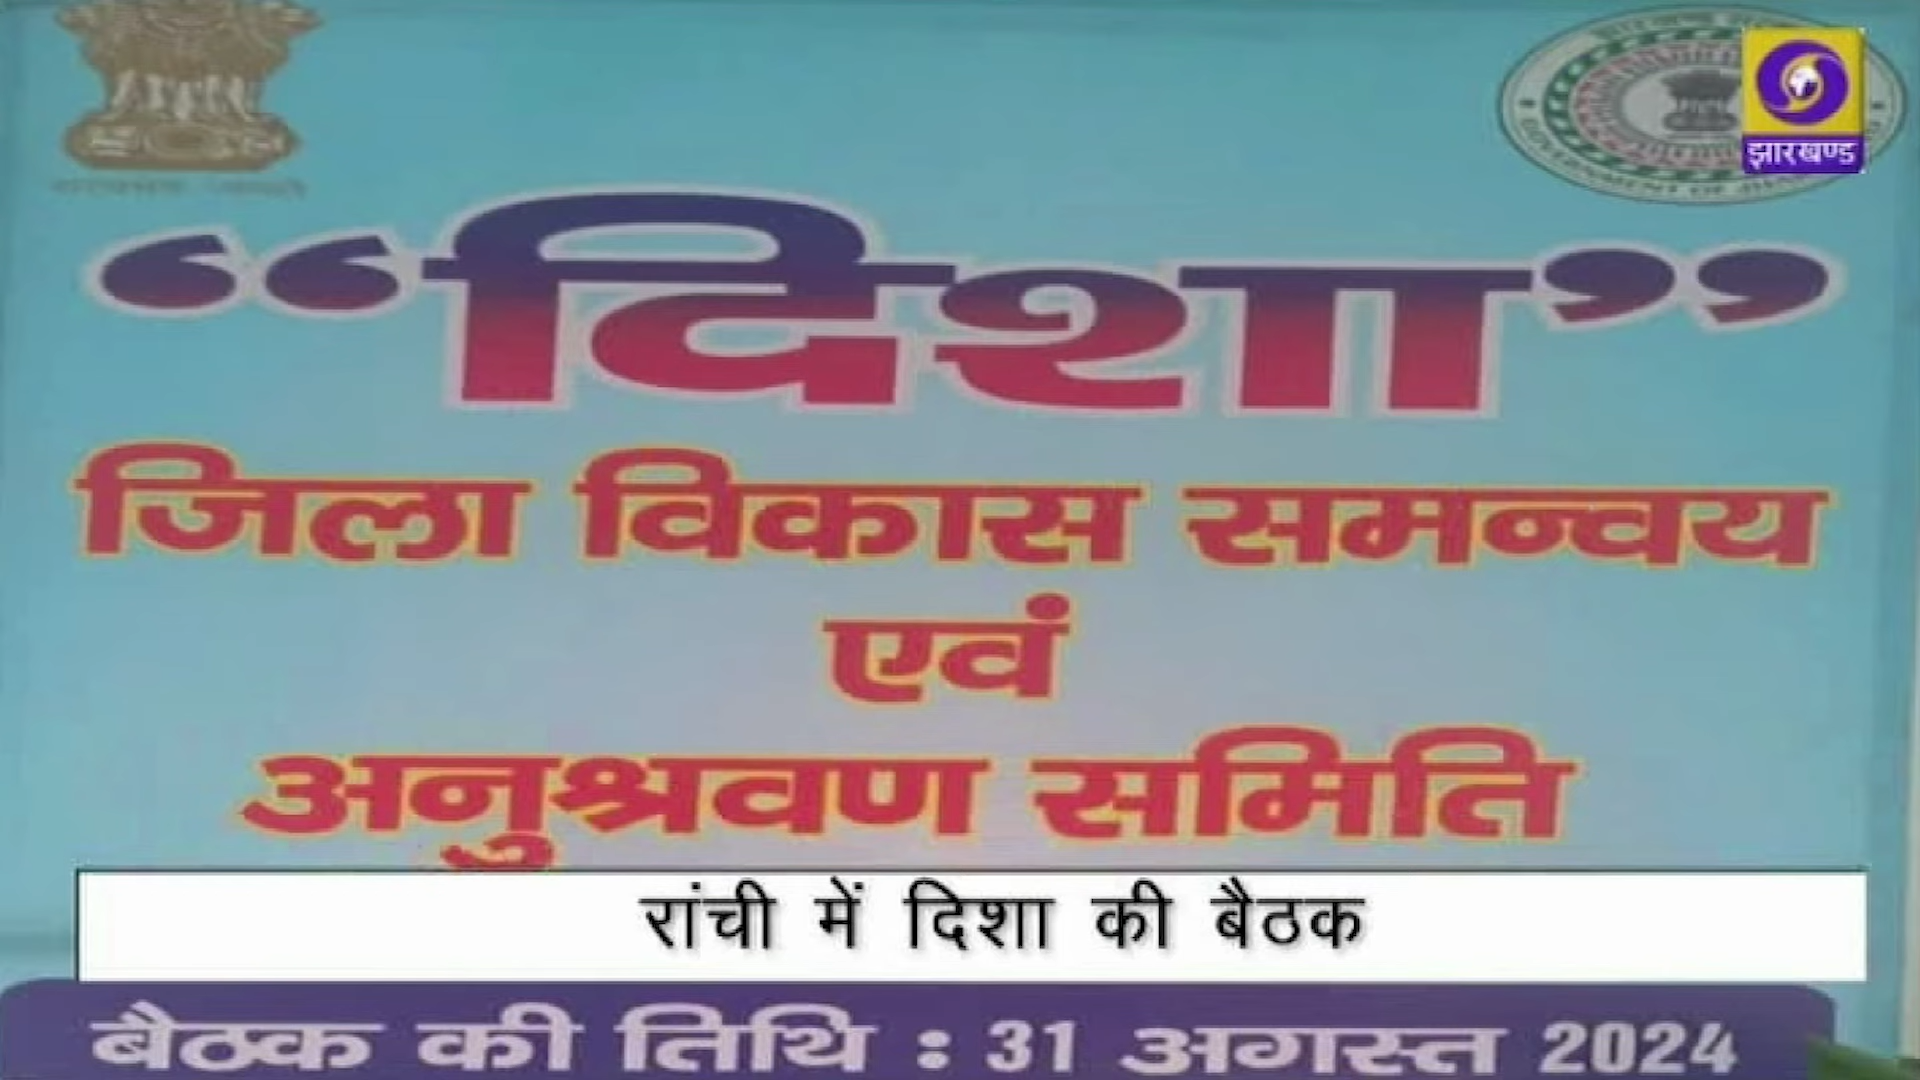 झारखण्ड
“दिशा”
जिला विकास समन्वय
एवं
अनुश्रवण समिति
रांची में दिशा की बैठक
बैठक की तिथि : 31 अगस्त 2024